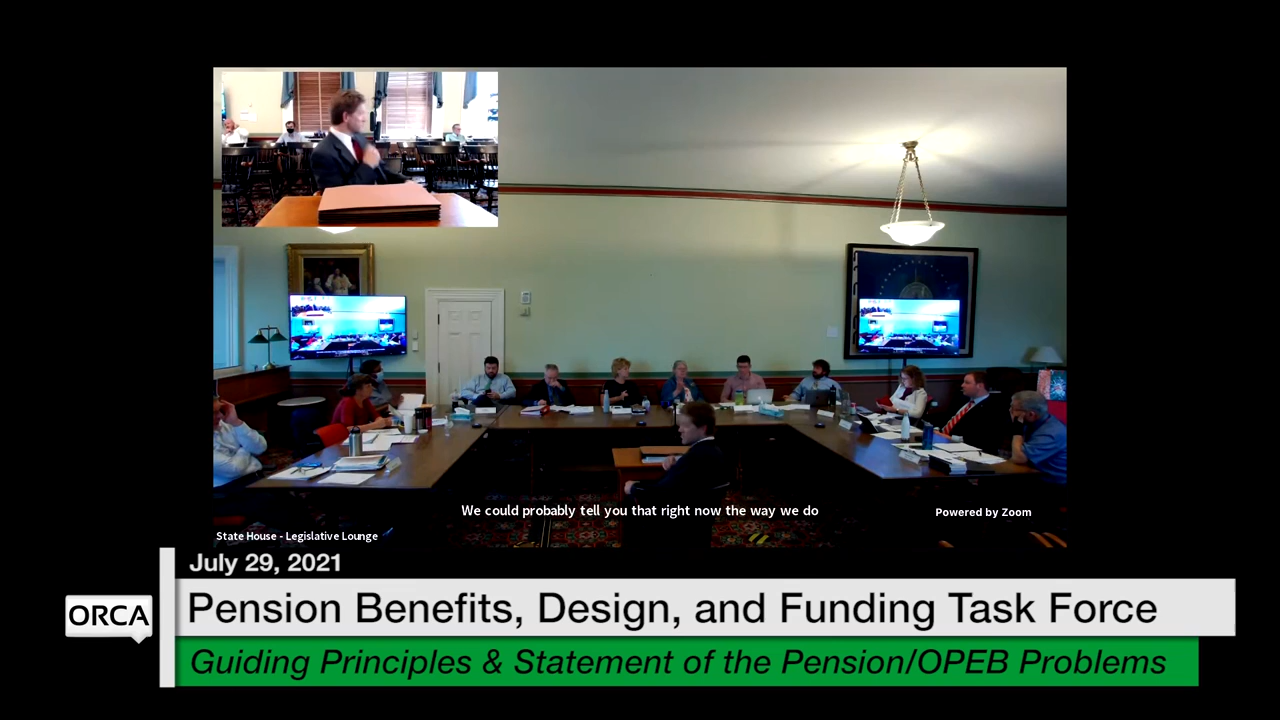 We could probably tell you that right now the way we do
Powered by Zoom
State House - Legislative Lounge
July 29, 2021
ORCA
Pension Benefits, Design, and Funding Task Force
Guiding Principles & Statement of the Pension/OPEB Problems